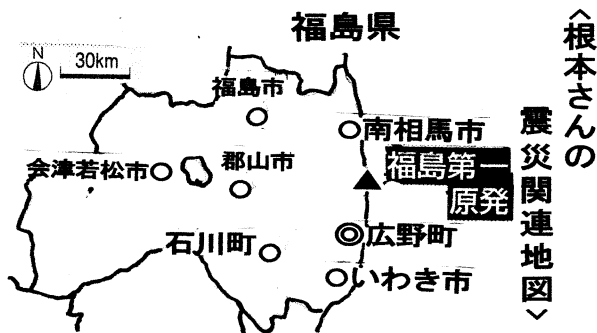 〈根本さんの
震災関連地図〉
福島県
N
30km
福島市
南相馬市
福島第一
原発
会津若松市
郡山市
石川町
広野町
いわき市